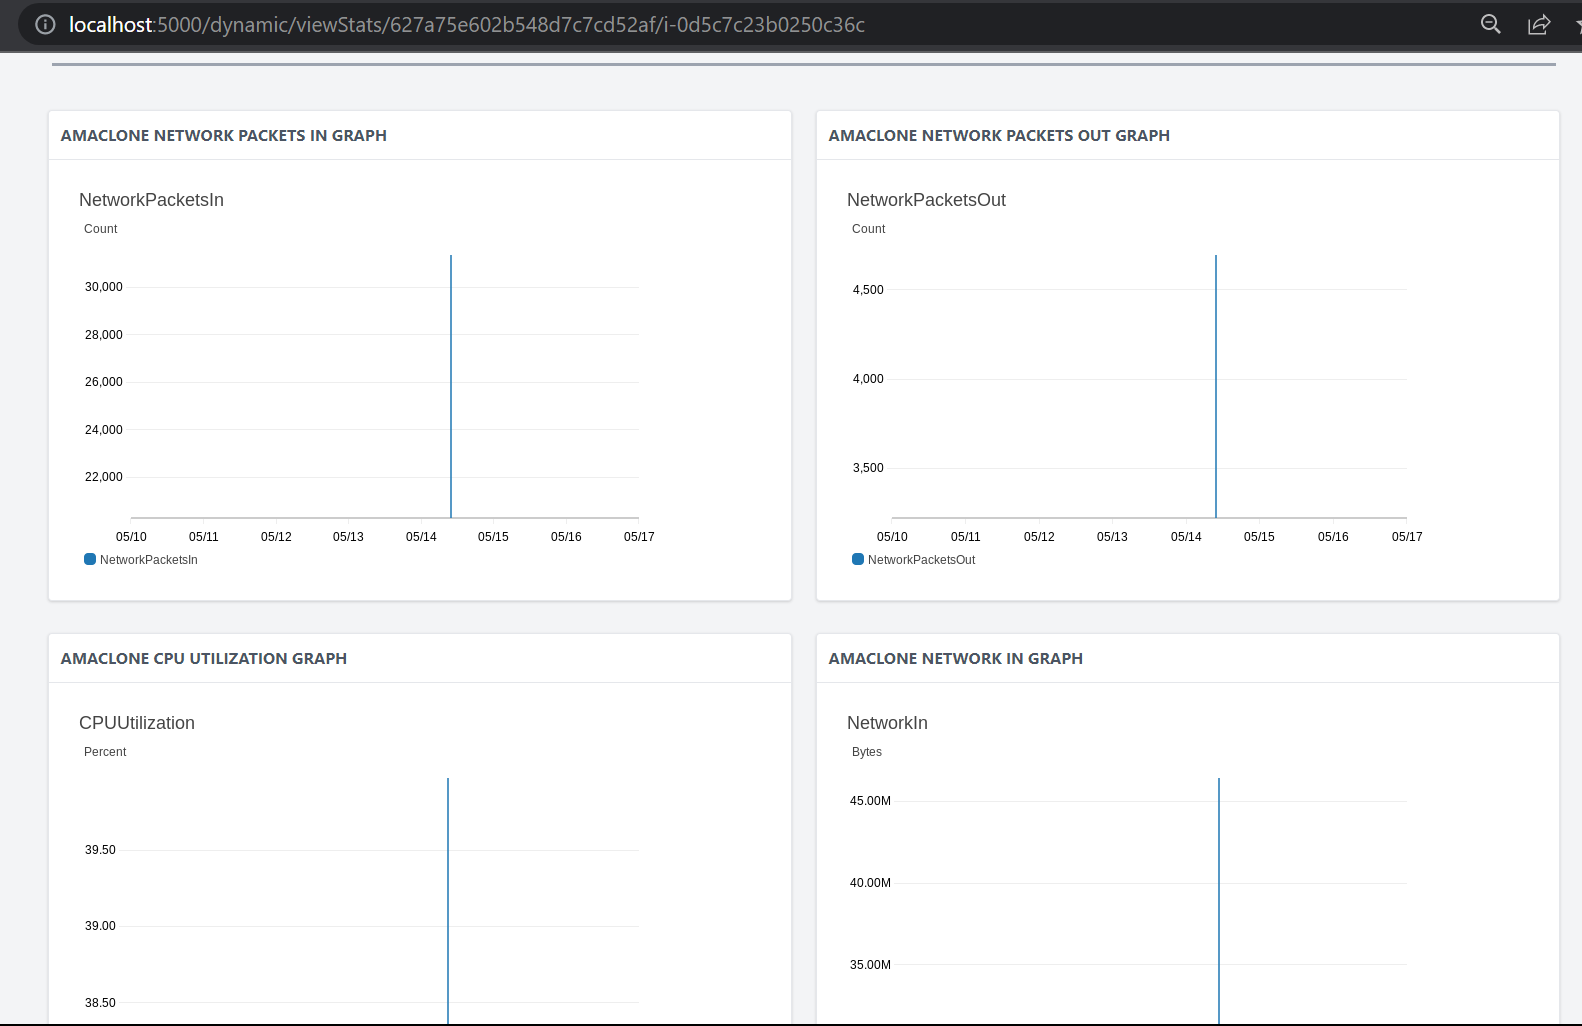 localhost:5000/dynamic/viewStats/627a75e602b548d7c7cd52af/i-0d5c7c23b0250c36c
AMACLONE NETWORK PACKETS IN GRAPH
NetworkPacketsIn
Count
30,000
28,000
26,000
24,000
22,000
05/10 05/11 05/12 05/13 05/14 05/15 05/16 05/17
NetworkPacketsIn
AMACLONE NETWORK PACKETS OUT GRAPH
NetworkPacketsOut
Count
4,500
4,000
3,500
05/10 05/11 05/12 05/13 05/14 05/15 05/16 05/17
NetworkPacketsOut
AMACLONE CPU UTILIZATION GRAPH
CPUUtilization
Percent
39.50
39.00
38.50
AMACLONE NETWORK IN GRAPH
NetworkIn
Bytes
45.00M
40.00M
35.00M